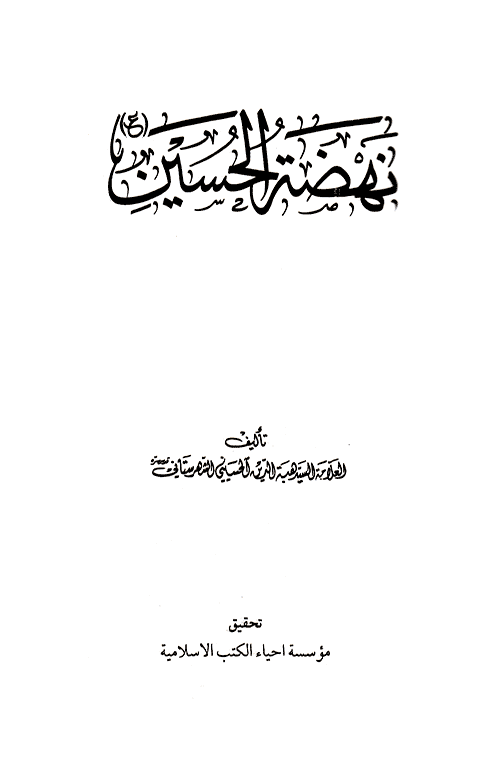 نهضة الحسين (ع)
تأليف
العلامة السيد هبة الدين الحسيني الشهرستاني
تحقيق
مؤسسة احياء الكتب الاسلامية